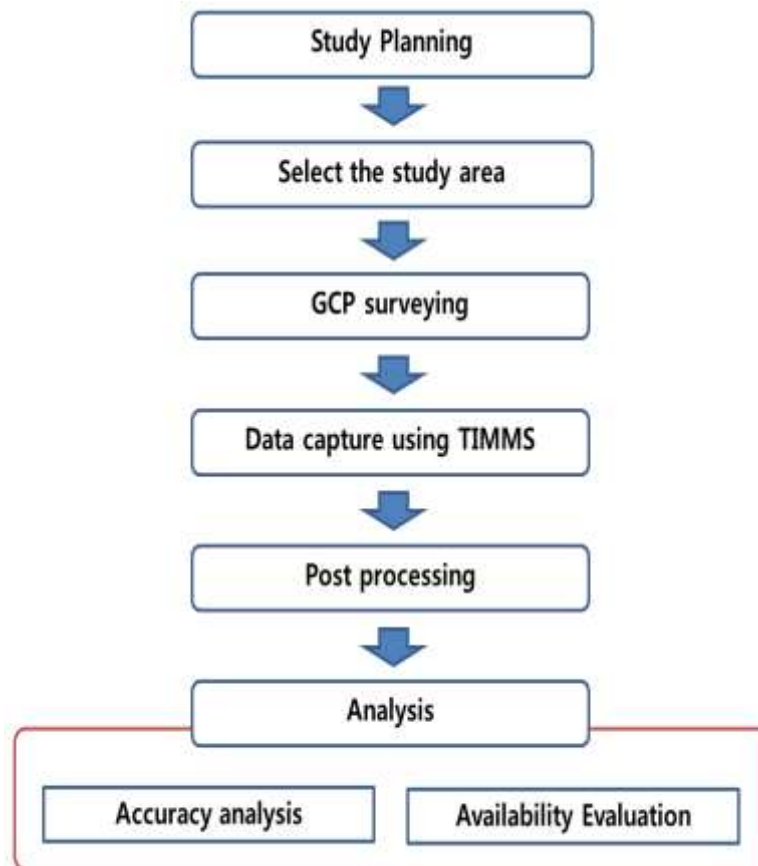 Study Planning
Select the study area
GCP surveying
Data capture using TIMMS
Post processing
Analysis
Accuracy analysis
Availability Evaluation